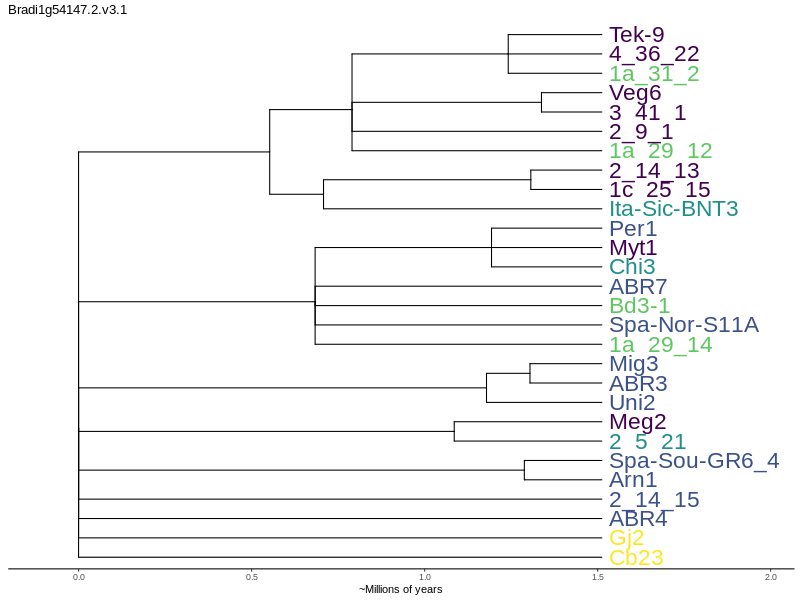 Bradi1g54147.2.v3.1
Tek-9
4_36_22
1a_31_2
Veg6
3_41_1
2_9_1
1a_29_12
2_14_13
1c_25_15
Ita-Sic-BNT3
Per1
Myt1
Chi3
ABR7
Bd3-1
Spa-Nor-S11A
1a_29_14
Mig3
ABR3
Uni2
Meg2
2_5_21
Spa-Sou-GR6_4
Arn1
2_14_15
ABR4
Gj2
Cb23
0.0 0.5 1.0 1.5 2.0
~Millions of years